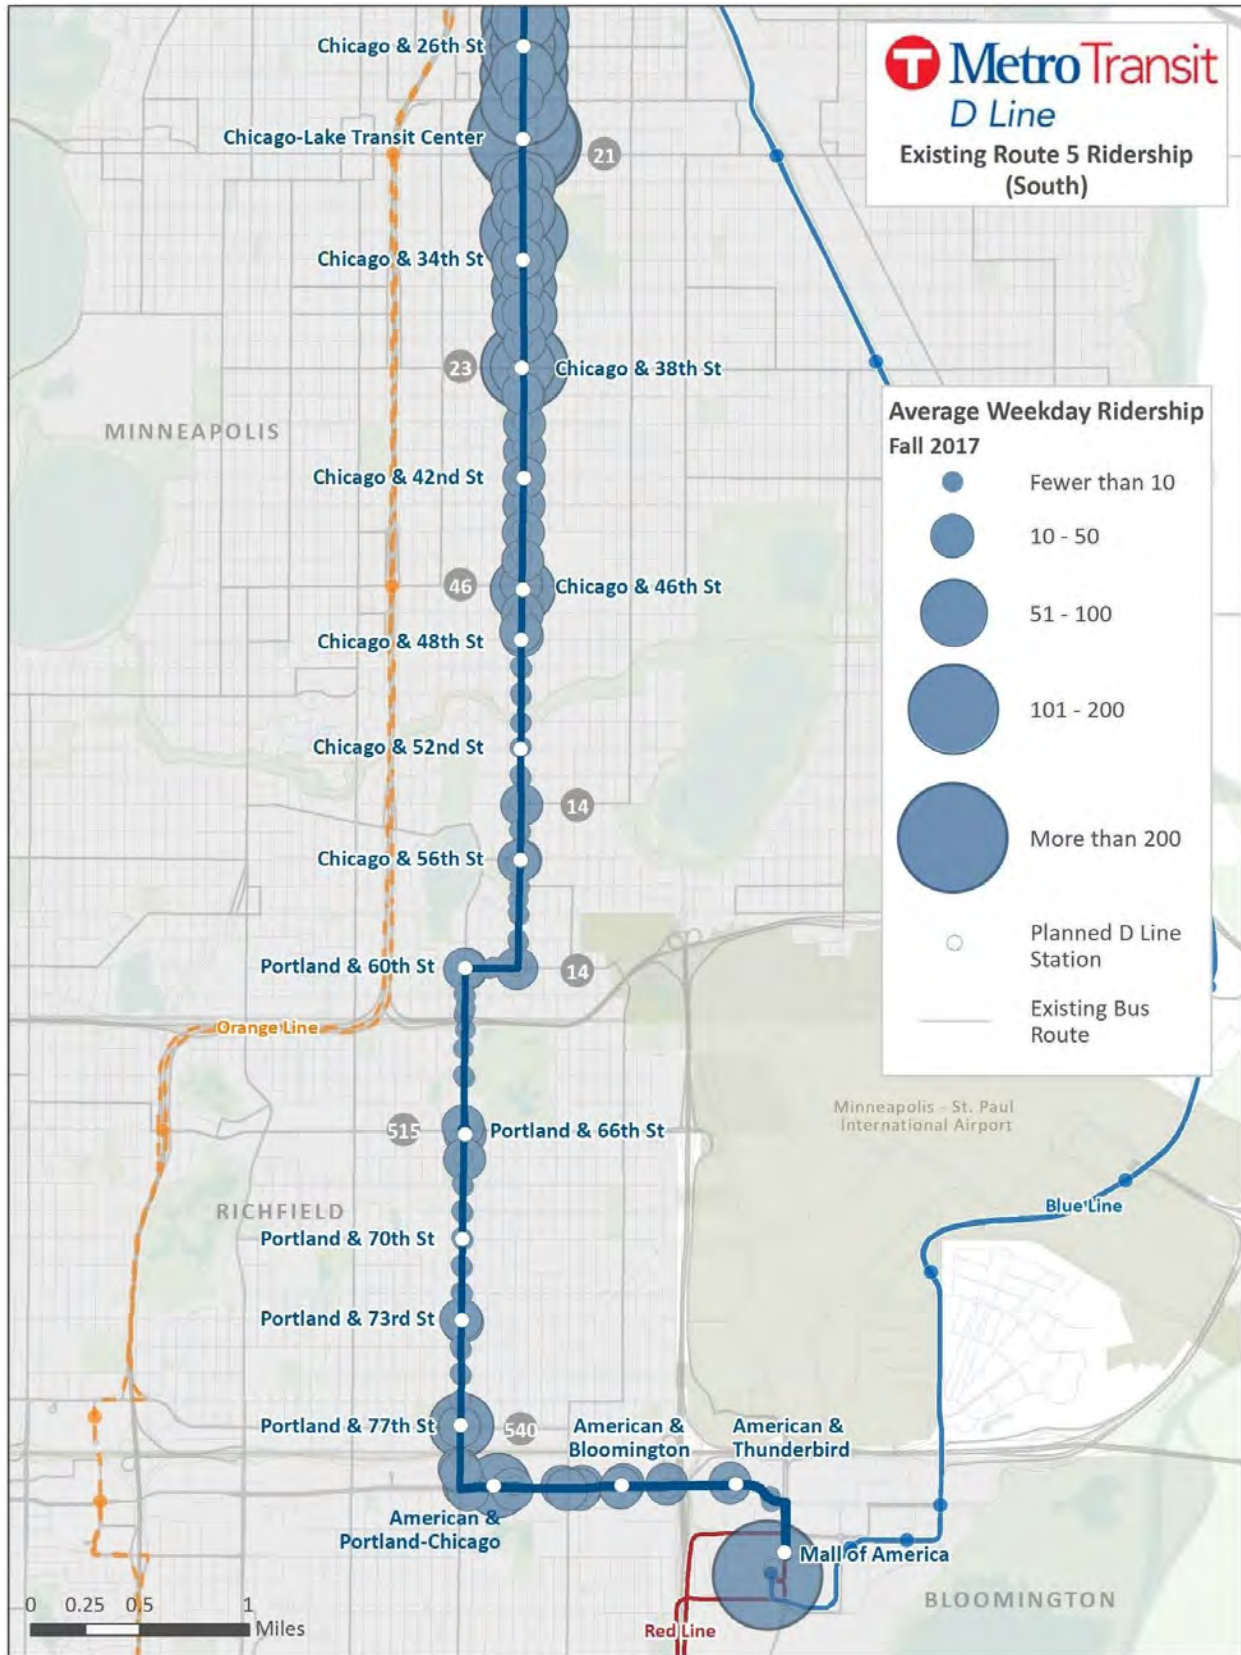 MetroTransit
D Line
Existing Route 5 Ridership
(South)
Chicago & 26th St
Chicago-Lake Transit Center
21
Chicago & 34th St
23
Chicago & 38th St
MINNEAPOLIS
Chicago & 42nd St
46
Chicago & 46th St
Chicago & 48th St
Chicago & 52nd St
14
Chicago & 56th St
Portland & 60th St
14
Orange Line
515
Portland & 66th St
RICHFIELD
Portland & 70th St
Portland & 73rd St
Portland & 77th St
540
American &
Bloomington
American &
Thunderbird
American &
Portland-Chicago
Mall of America
BLOOMINGTON
Red Line
Blue Line
Minneapolis - St. Paul
International Airport
Average Weekday Ridership
Fall 2017
Fewer than 10
10 - 50
51 - 100
101 - 200
More than 200
Planned D Line
Station
Existing Bus
Route
0 0.25 0.5 1
Miles